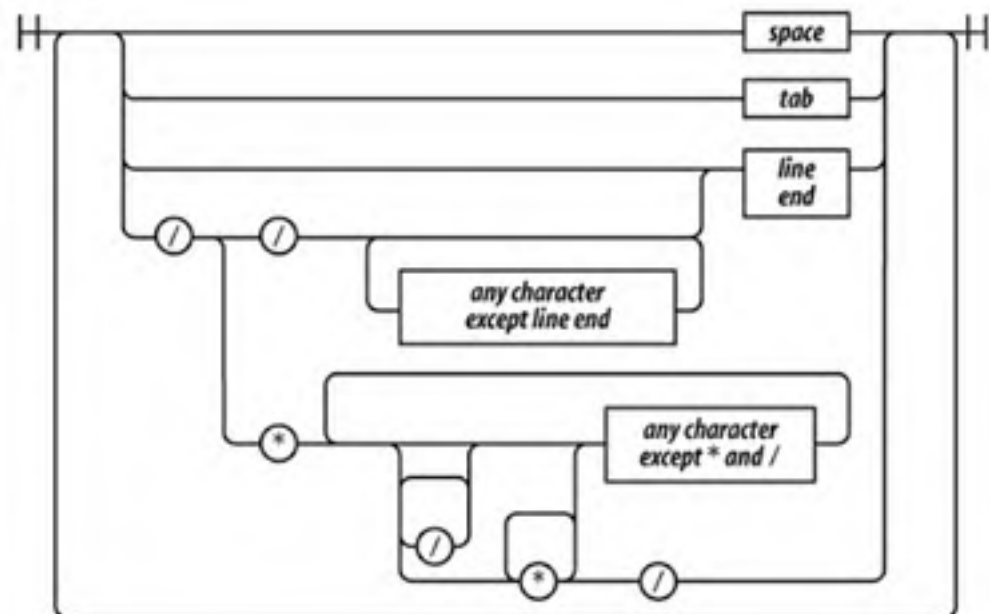 space
tab
line
end
/ /
any character
except line end
*
any character
except * and /
/
* /